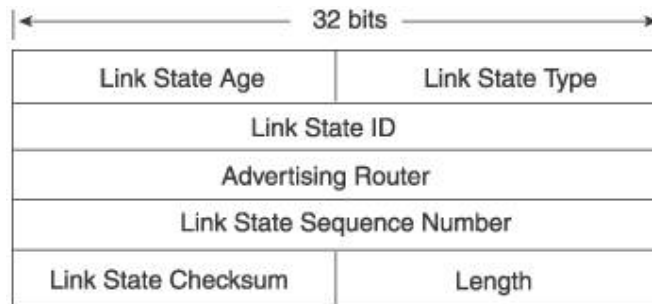 32 bits
Link State Age Link State Type
Link State ID
Advertising Router
Link State Sequence Number
Link State Checksum Length